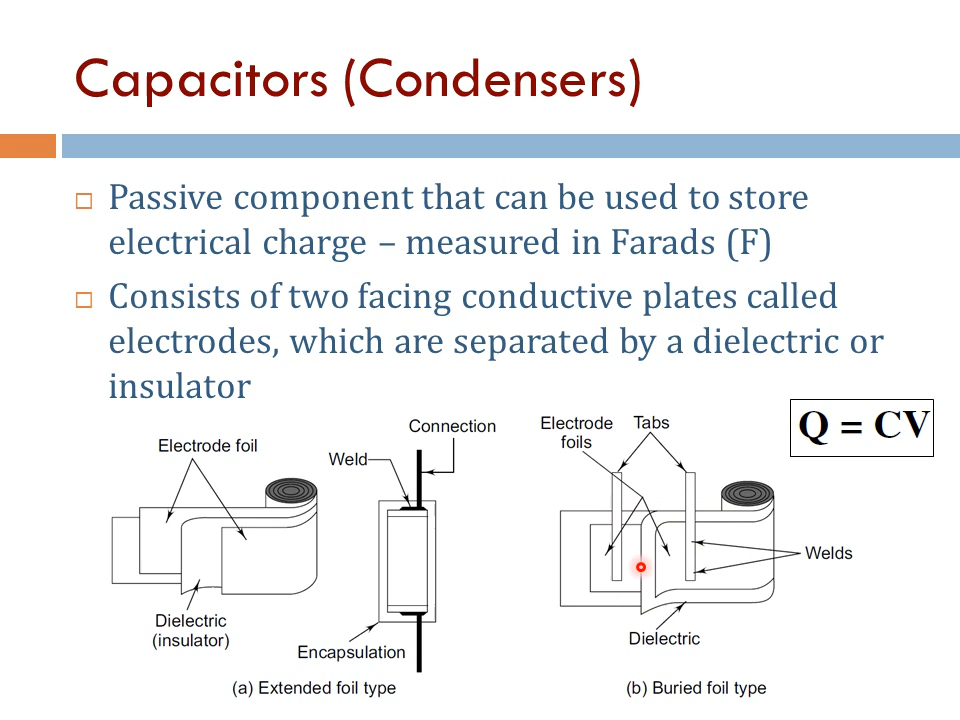 Capacitors (Condensers)
Passive component that can be used to store
electrical charge – measured in Farads (F)
Consists of two facing conductive plates called
electrodes, which are separated by a dielectric or
insulator
Q = CV
Electrode foil
Dielectric
(insulator)
Connection
Weld
Encapsulation
(a) Extended foil type
Electrode
foils
Tabs
Welds
Dielectric
(b) Buried foil type